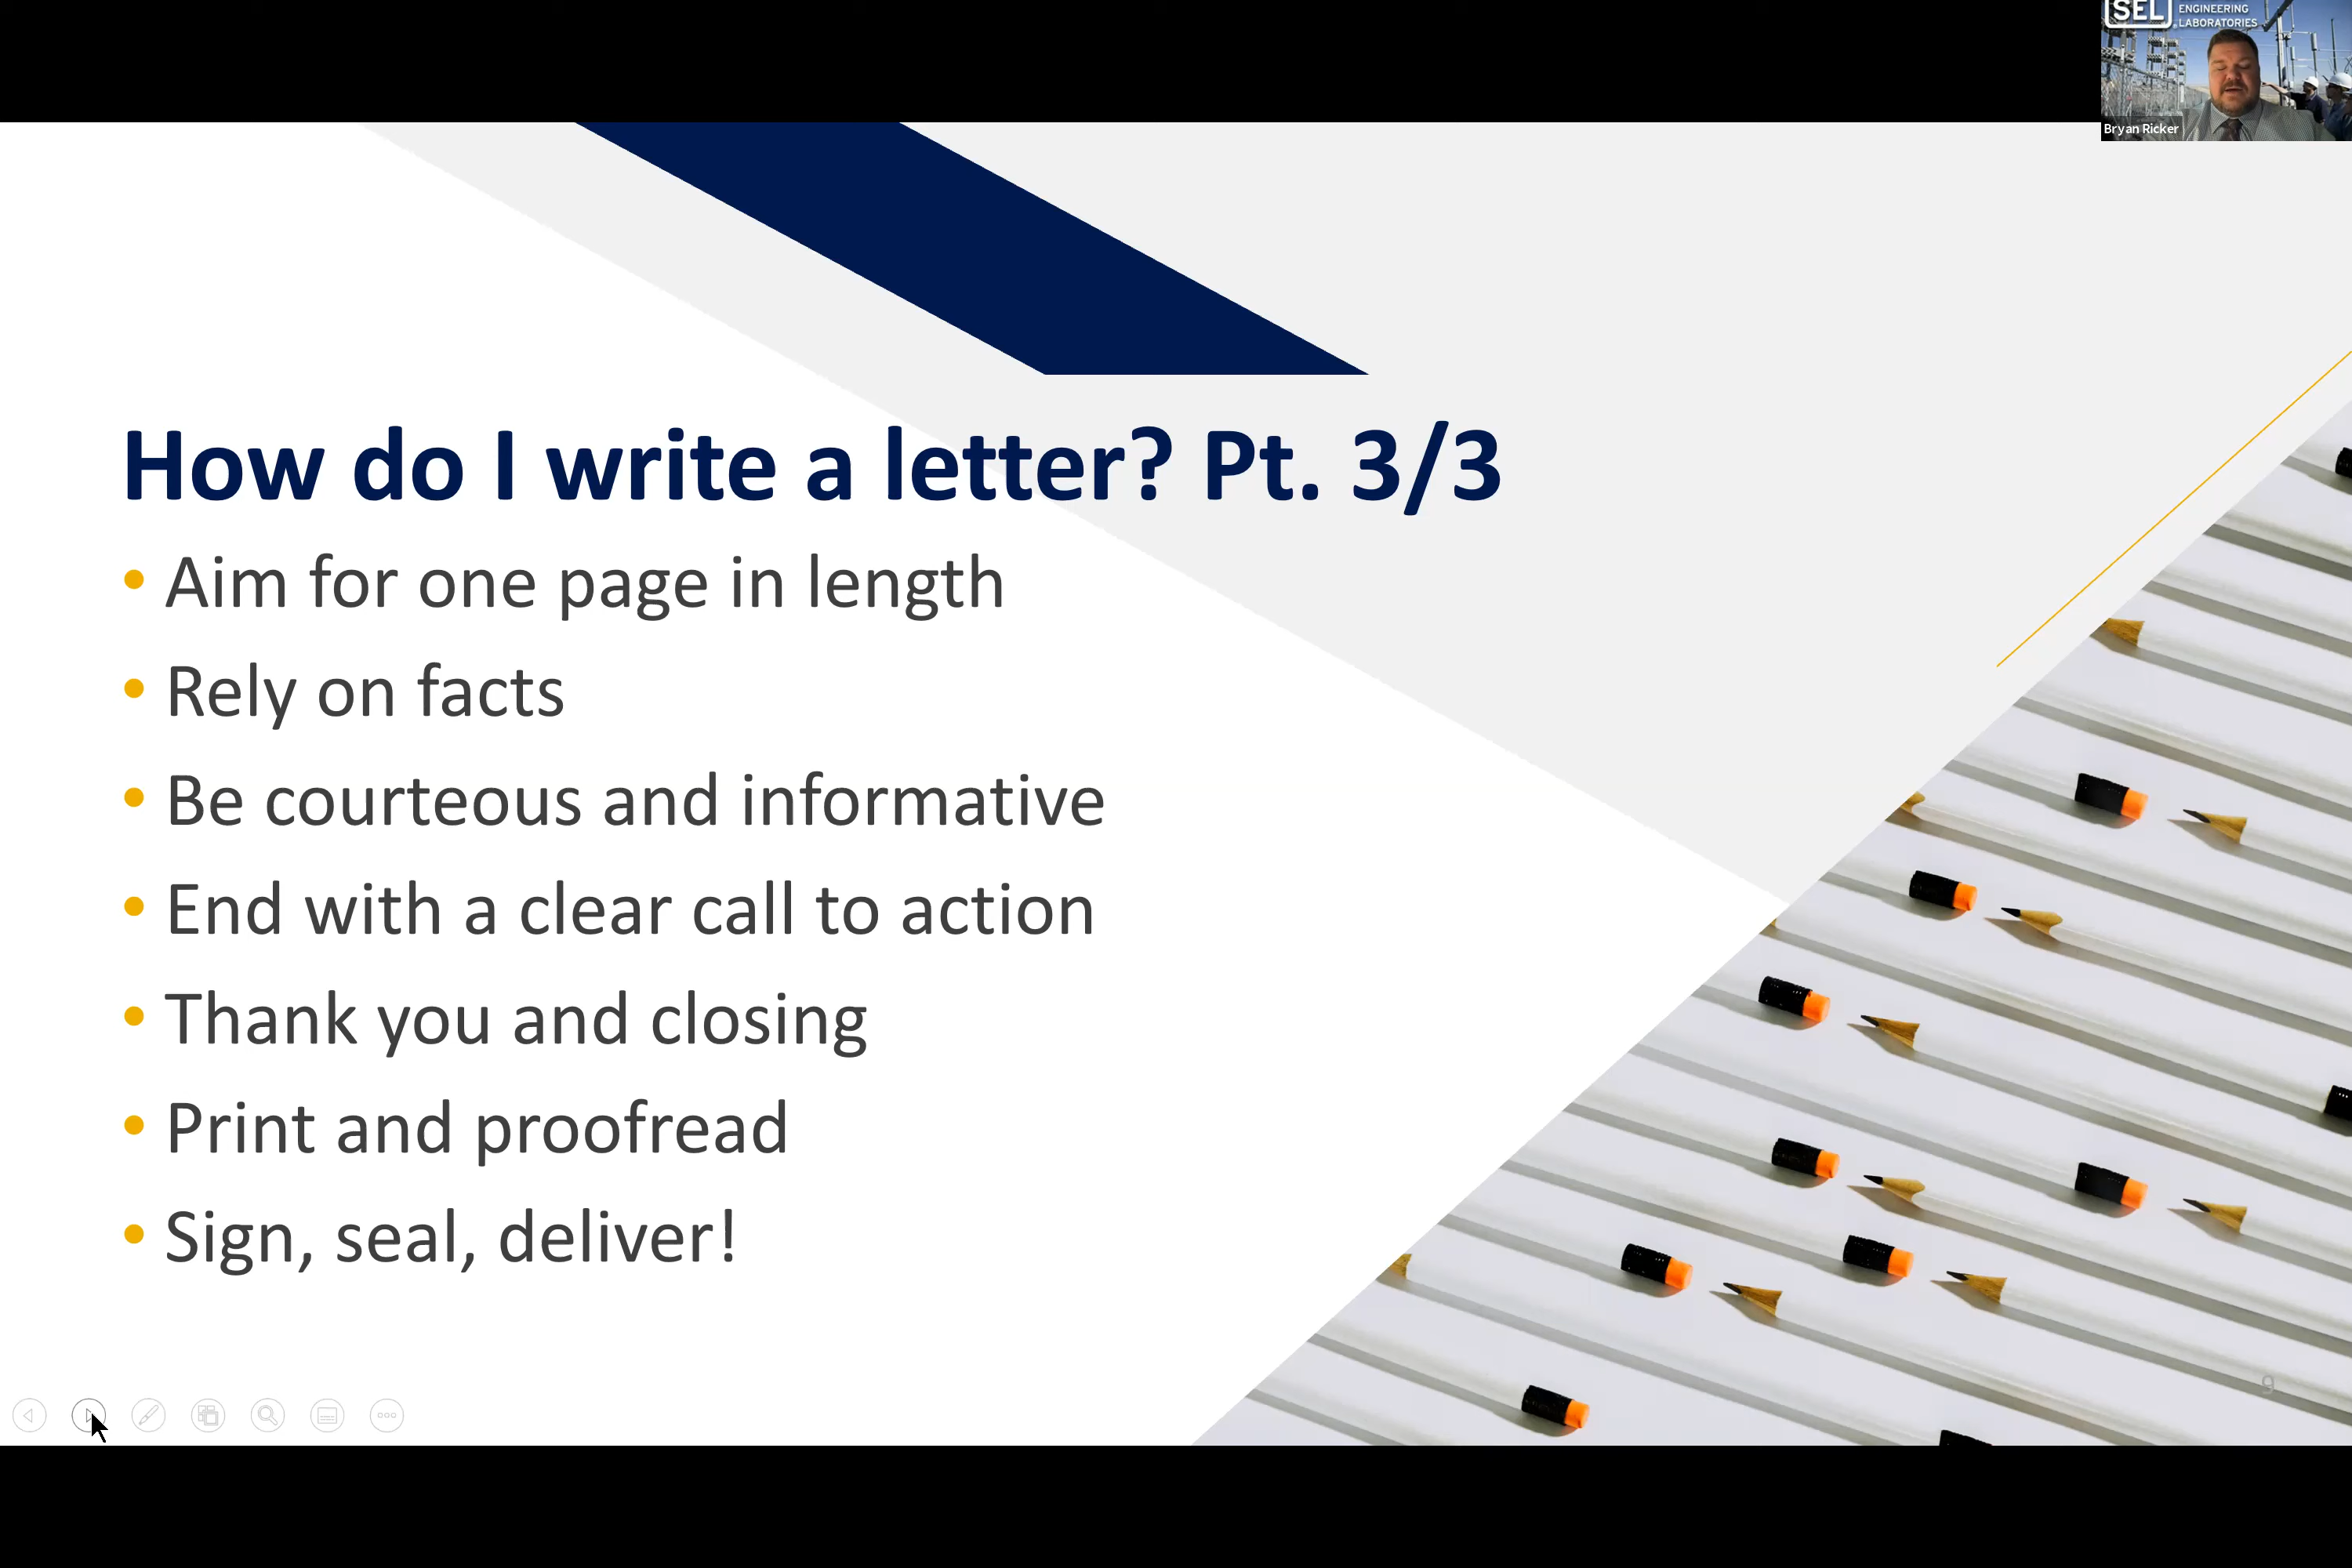 SEL ENGINEERING
LABORATORIES
Bryan Ricker
How do I write a letter? Pt. 3/3
• Aim for one page in length
• Rely on facts
• Be courteous and informative
• End with a clear call to action
• Thank you and closing
• Print and proofread
• Sign, seal, deliver!
9